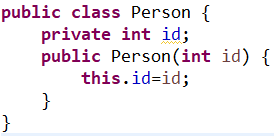 public class Person {
    private int id;
    public Person(int id) {
        this.id=id;
    }
}